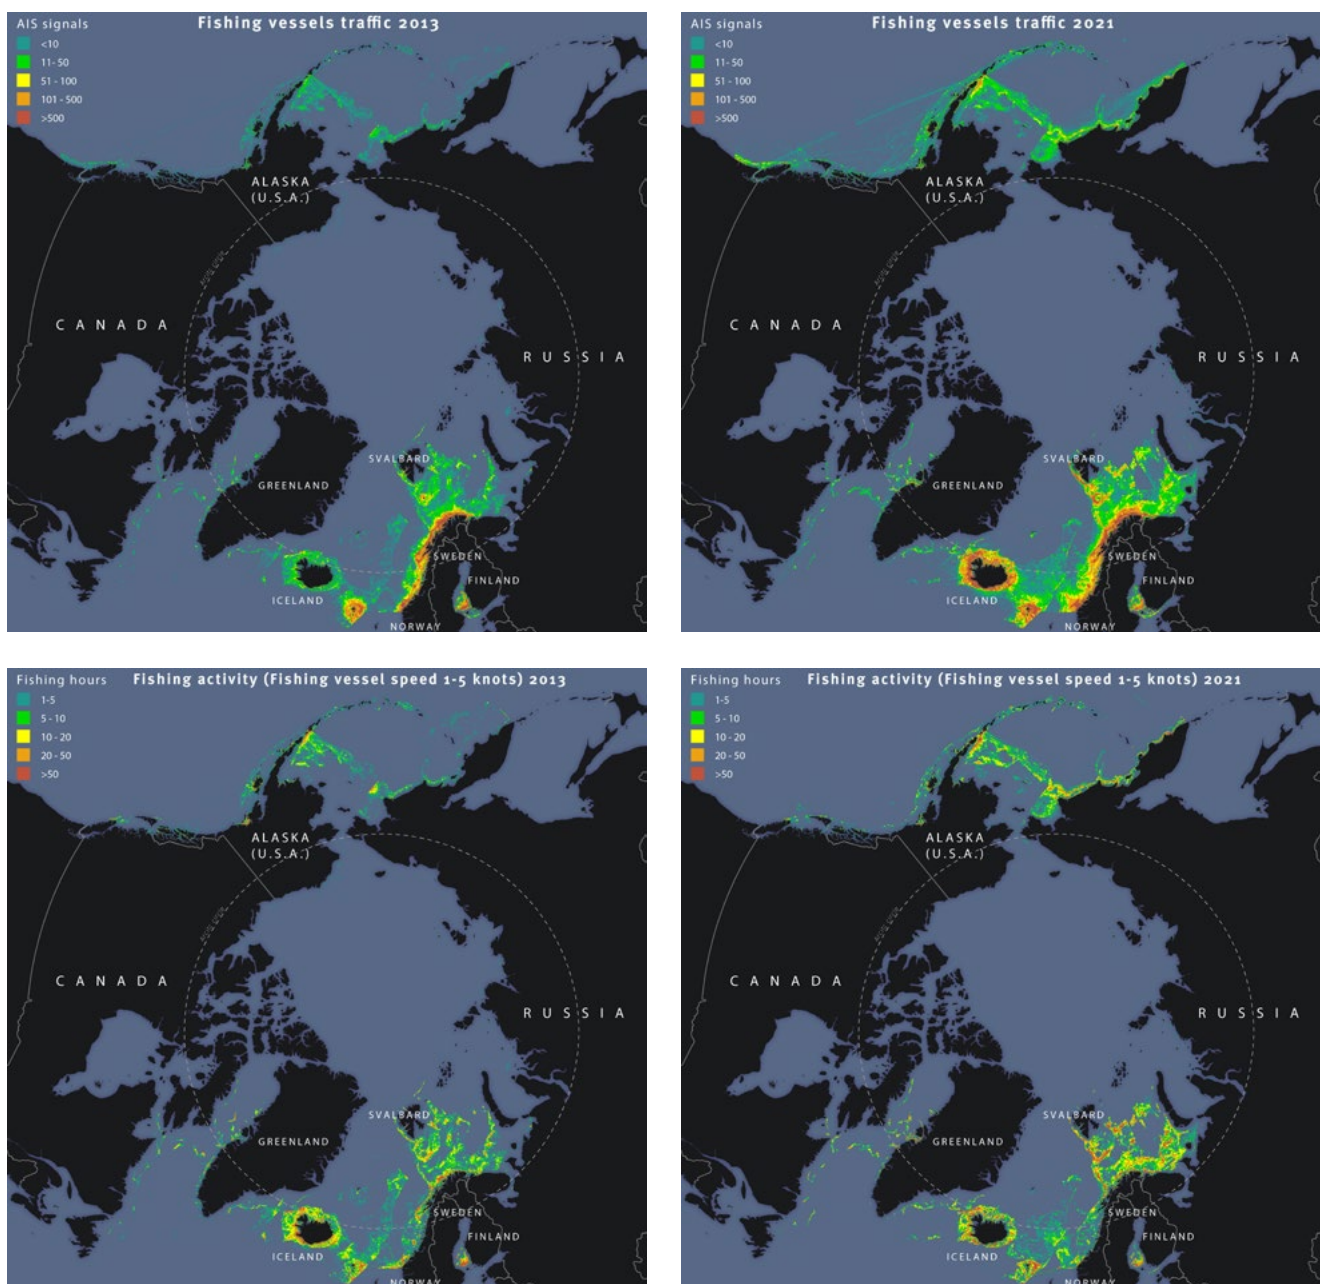 Fishing vessels traffic 2013
AIS signals
<10
11- 50
51 - 100
101 - 500
>500
ALASKA
(U.S.A.)
CANADA
RUSSIA
SVALBARD
GREENLAND
SWEDEN
FINLAND
ICELAND
NORWAY
Fishing vessels traffic 2021
AIS signals
<10
11- 50
51 - 100
101 - 500
>500
ALASKA
(U.S.A.)
CANADA
RUSSIA
SVALBARD
GREENLAND
SWEDEN
FINLAND
ICELAND
NORWAY
Fishing hours
Fishing activity (Fishing vessel speed 1-5 knots) 2013
1-5
5 - 10
10 - 20
20 - 50
>50
ALASKA
(U.S.A.)
CANADA
RUSSIA
SVALBARD
GREENLAND
SWEDEN
FINLAND
ICELAND
NORWAY
Fishing hours
Fishing activity (Fishing vessel speed 1-5 knots) 2021
1-5
5 - 10
10 - 20
20 - 50
>50
ALASKA
(U.S.A.)
CANADA
RUSSIA
SVALBARD
GREENLAND
SWEDEN
FINLAND
ICELAND
NORWAY